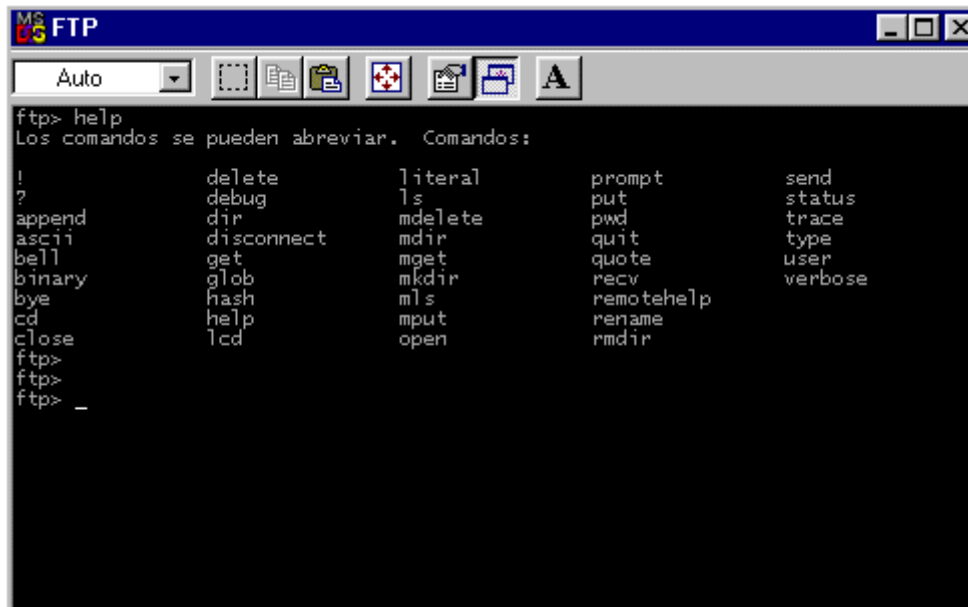 MS DS FTP
Auto
A
ftp> help
Los comandos se pueden abreviar.  Comandos:
! delete literal prompt send
? debug ls put status
append dir mdelete pwd trace
ascii disconnect mdir quit type
bell get mget quote user
binary glob mkdir recv verbose
bye hash mls remotehelp
cd help mput rename
close lcd open rmdir
ftp>
ftp>
ftp> _